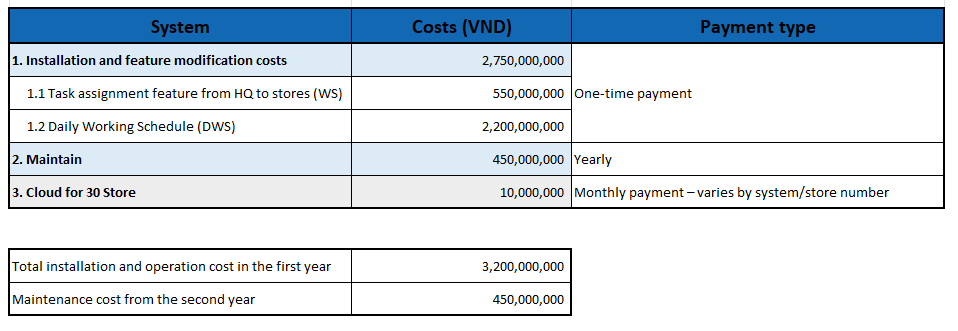 System Costs (VND) Payment type
1. Installation and feature modification costs 2,750,000,000
1.1 Task assignment feature from HQ to stores (WS) 550,000,000 One-time payment
1.2 Daily Working Schedule (DWS) 2,200,000,000
2. Maintain 450,000,000 Yearly
3. Cloud for 30 Store 10,000,000 Monthly payment – varies by system/store number
Total installation and operation cost in the first year 3,200,000,000
Maintenance cost from the second year 450,000,000